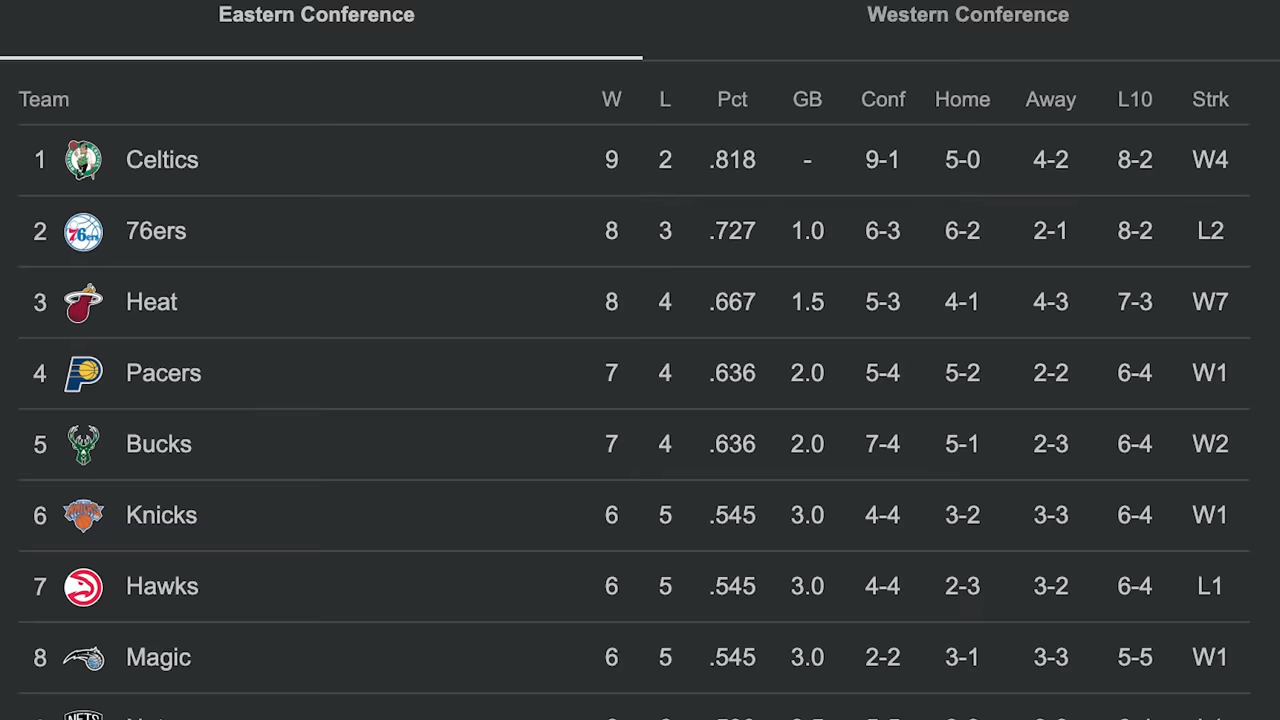 Eastern Conference Western Conference
Team W L Pct GB Conf Home Away L10 Strk
1 Celtics 9 2 .818 - 9-1 5-0 4-2 8-2 W4
2 76ers 76ers 8 3 .727 1.0 6-3 6-2 2-1 8-2 L2
3 Heat 8 4 .667 1.5 5-3 4-1 4-3 7-3 W7
4 Pacers 7 4 .636 2.0 5-4 5-2 2-2 6-4 W1
5 Bucks 7 4 .636 2.0 7-4 5-1 2-3 6-4 W2
6 Knicks 6 5 .545 3.0 4-4 3-2 3-3 6-4 W1
7 Hawks 6 5 .545 3.0 4-4 2-3 3-2 6-4 L1
8 Magic 6 5 .545 3.0 2-2 3-1 3-3 5-5 W1
NETS